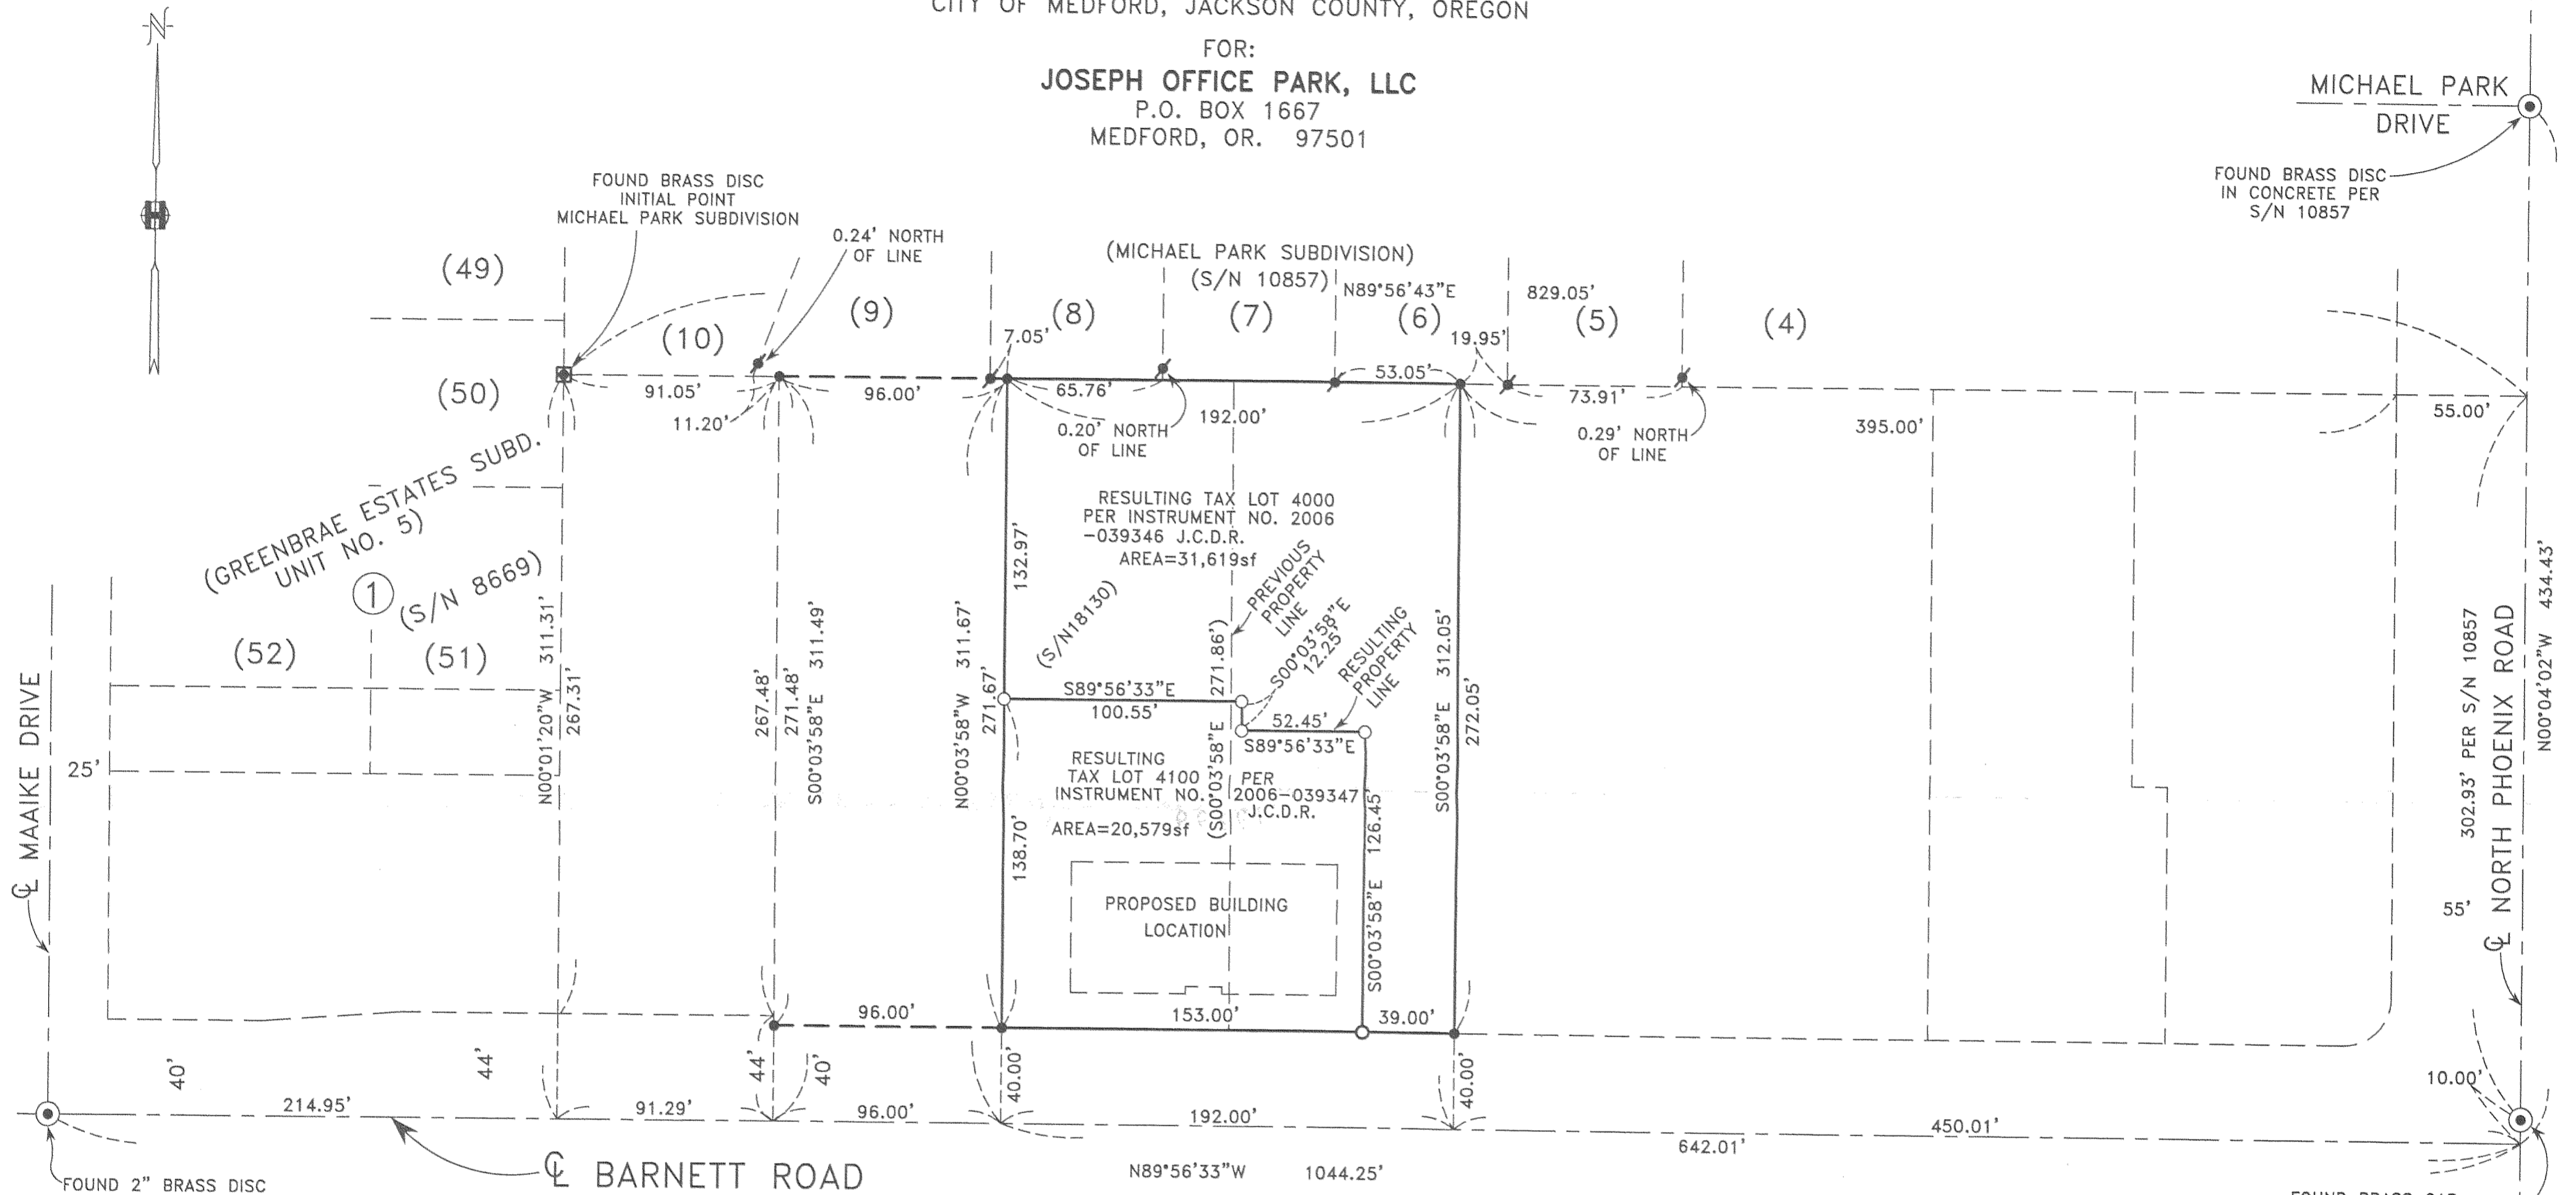 CITY OF MEDFORD, JACKSON COUNTY, OREGON
FOR:
JOSEPH OFFICE PARK, LLC
P.O. BOX 1667
MEDFORD, OR. 97501
N
MICHAEL PARK
DRIVE
FOUND BRASS DISC
IN CONCRETE PER
S/N 10857
FOUND BRASS DISC
INITIAL POINT
MICHAEL PARK SUBDIVISION
0.24' NORTH
OF LINE
(MICHAEL PARK SUBDIVISION)
(S/N 10857)
N89°56'43"E
829.05'
(49)
(50)
(10)
(9)
(8)
(7)
(6)
(5)
(4)
7.05'
19.95'
91.05'
11.20'
96.00'
65.76'
53.05'
73.91'
192.00'
0.20' NORTH
OF LINE
0.29' NORTH
OF LINE
395.00'
55.00'
(GREENBRAE ESTATES SUBD.
UNIT NO. 5)
1
(S/N 8669)
(52)
(51)
RESULTING TAX LOT 4000
PER INSTRUMENT NO. 2006
-039346 J.C.D.R.
AREA=31,619sf
(S/N18130)
PREVIOUS
PROPERTY
LINE
S00°03'58"E
12.25'
RESULTING
PROPERTY
LINE
132.97'
N00°01'20"W 311.31'
267.31'
267.48'
271.48'
S00°03'58"E 311.49'
N00°03'58"W 311.67'
271.67'
(S00°03'58"E 271.86')
S00°03'58"E 312.05'
272.05'
S89°56'33"E
100.55'
52.45'
S89°56'33"E
RESULTING
TAX LOT 4100 PER
INSTRUMENT NO. 2006-039347
J.C.D.R.
AREA=20,579sf
138.70'
S00°03'58"E 126.45'
PROPOSED BUILDING
LOCATION
302.93' PER S/N 10857
N00°04'02"W 434.43'
℄ NORTH PHOENIX ROAD
55'
℄ MAAIKE DRIVE
25'
96.00'
153.00'
39.00'
40'
44'
44'
40'
40.00'
40.00'
10.00'
214.95'
91.29'
96.00'
192.00'
450.01'
642.01'
℄ BARNETT ROAD
N89°56'33"W 1044.25'
FOUND 2" BRASS DISC